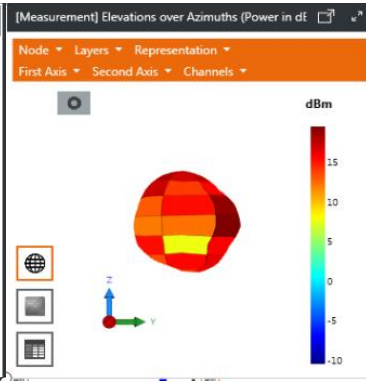 [Measurement] Elevations over Azimuths (Power in dE
Node Layers Representation
First Axis Second Axis Channels
dBm
15
10
5
0
-5
-10
Z
Y